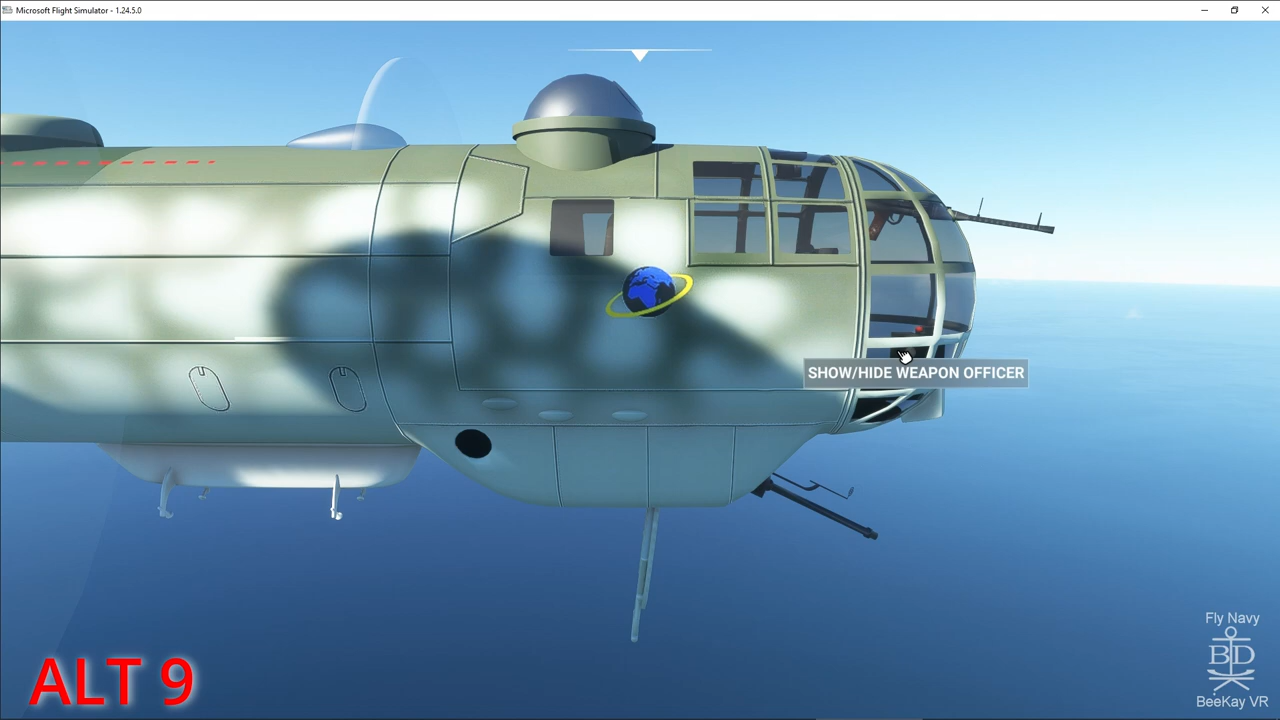 Microsoft Flight Simulator - 1.24.5.0
SHOW/HIDE WEAPON OFFICER
ALT 9
Fly Navy
BD
BeeKay VR